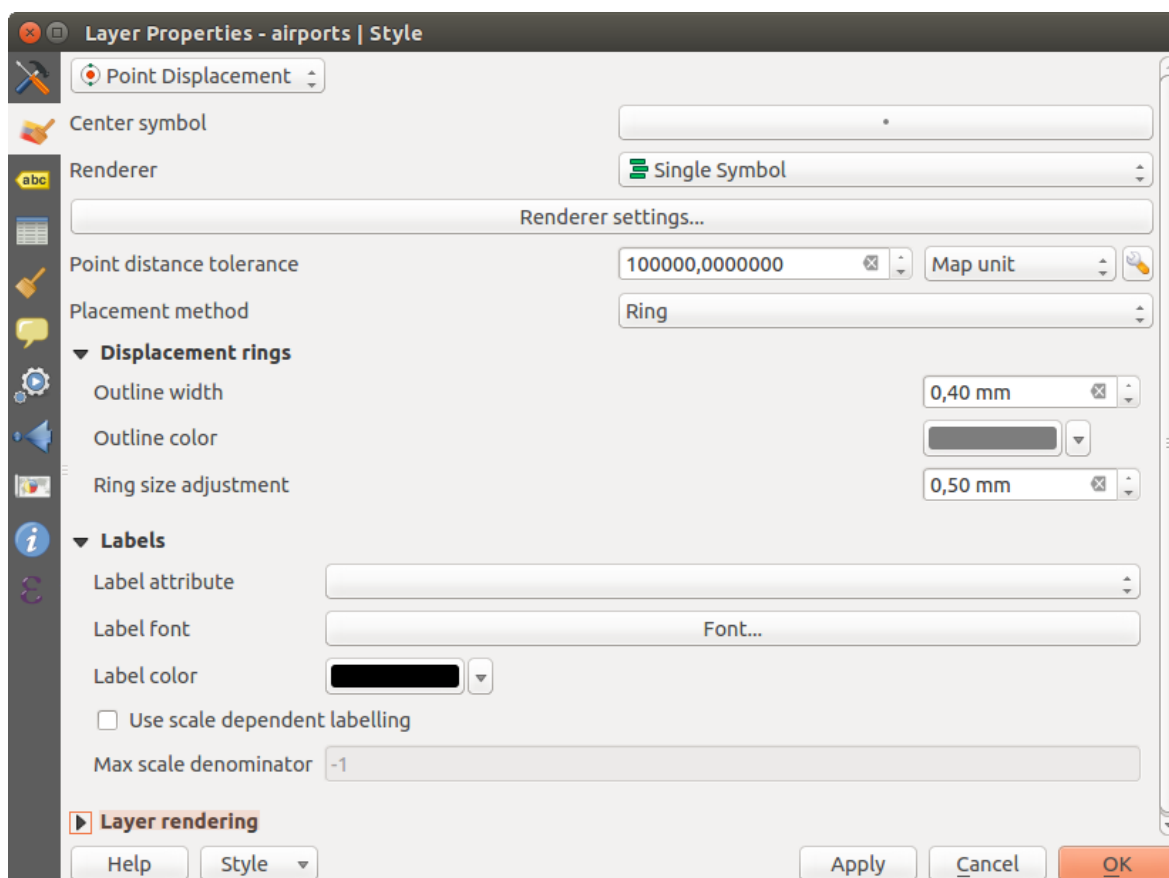 Layer Properties - airports | Style
Point Displacement
Center symbol
Renderer Single Symbol
Renderer settings...
abc
Point distance tolerance 100000,0000000 Map unit
Placement method Ring
Displacement rings
Outline width 0,40 mm
Outline color
Ring size adjustment 0,50 mm
Labels
Label attribute
Label font Font...
Label color
Use scale dependent labelling
Max scale denominator -1
Layer rendering
Help Style Apply Cancel OK